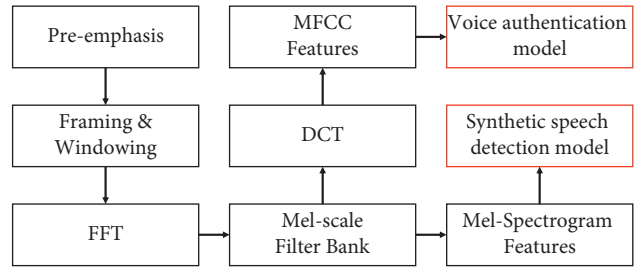 Pre-emphasis
MFCC
Features
Voice authentication
model
Framing &
Windowing
DCT
Synthetic speech
detection model
FFT
Mel-scale
Filter Bank
Mel-Spectrogram
Features